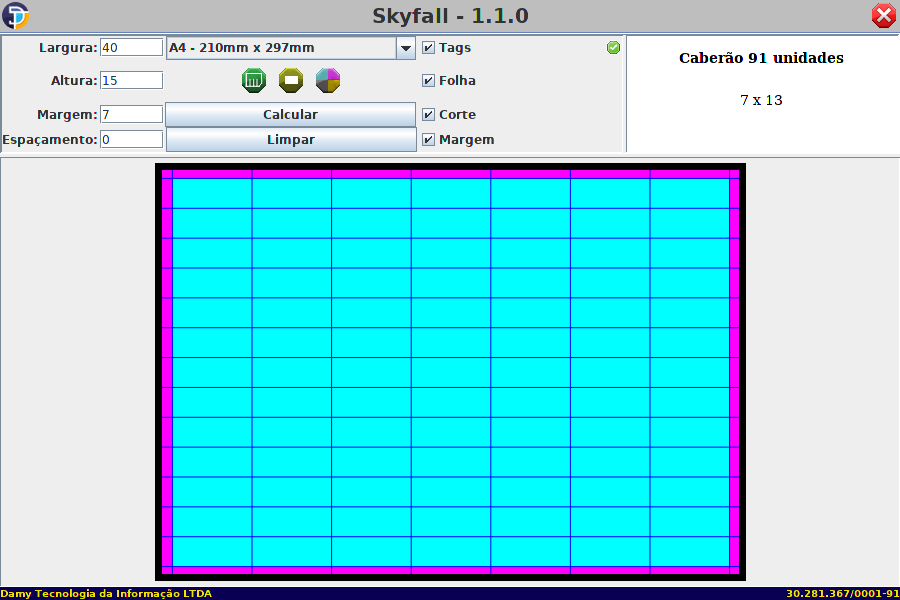 Skyfall - 1.1.0
Largura: 40 A4 - 210mm x 297mm Tags
Altura: 15 Folha
Margem: 7 Calcular Corte
Espaçamento: 0 Limpar Margem
Caberão 91 unidades
7 x 13
Damy Tecnologia da Informação LTDA 30.281.367/0001-91